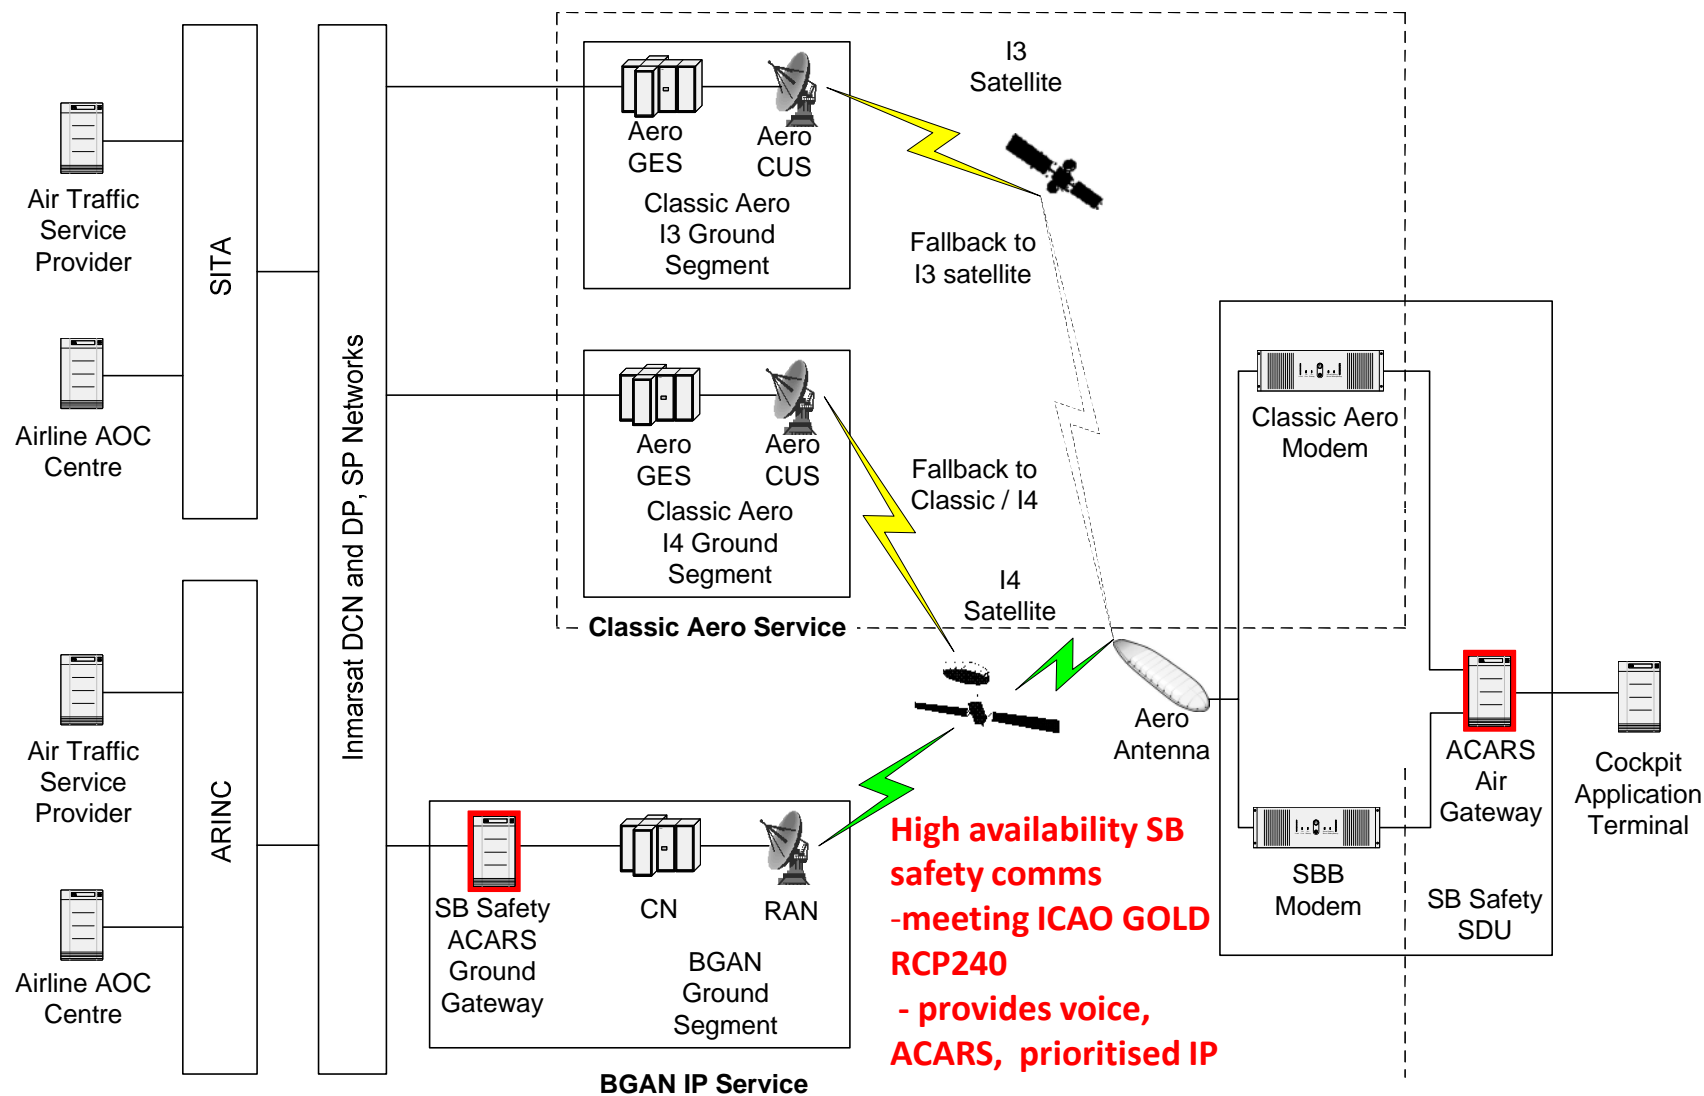 Air Traffic
Service
Provider
Airline AOC
Centre
SITA
Air Traffic
Service
Provider
Airline AOC
Centre
ARINC
Inmarsat DCN and DP, SP Networks
Aero
GES
Aero
CUS
Classic Aero
I3 Ground
Segment
I3
Satellite
Fallback to
I3 satellite
Aero
GES
Aero
CUS
Classic Aero
I4 Ground
Segment
Fallback to
Classic / I4
I4
Satellite
Classic Aero Service
SB Safety
ACARS
Ground
Gateway
CN
RAN
BGAN
Ground
Segment
BGAN IP Service
High availability SB
safety comms
-meeting ICAO GOLD
RCP240
- provides voice,
ACARS, prioritised IP
Aero
Antenna
Classic Aero
Modem
SBB
Modem
ACARS
Air
Gateway
SB Safety
SDU
Cockpit
Application
Terminal